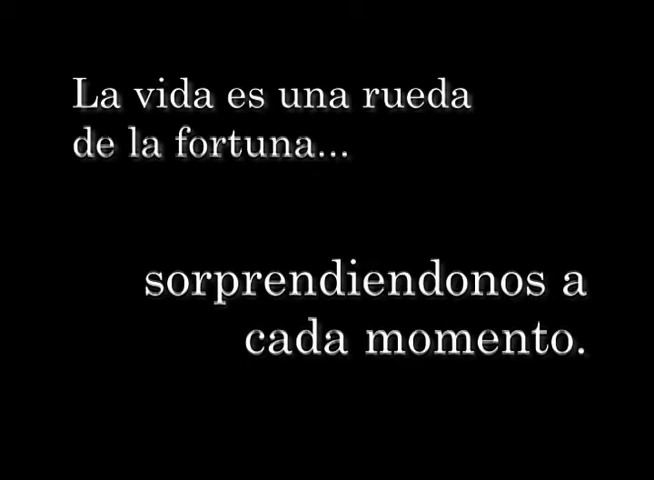 La vida es una rueda
de la fortuna...
sorprendiendonos a
cada momento.